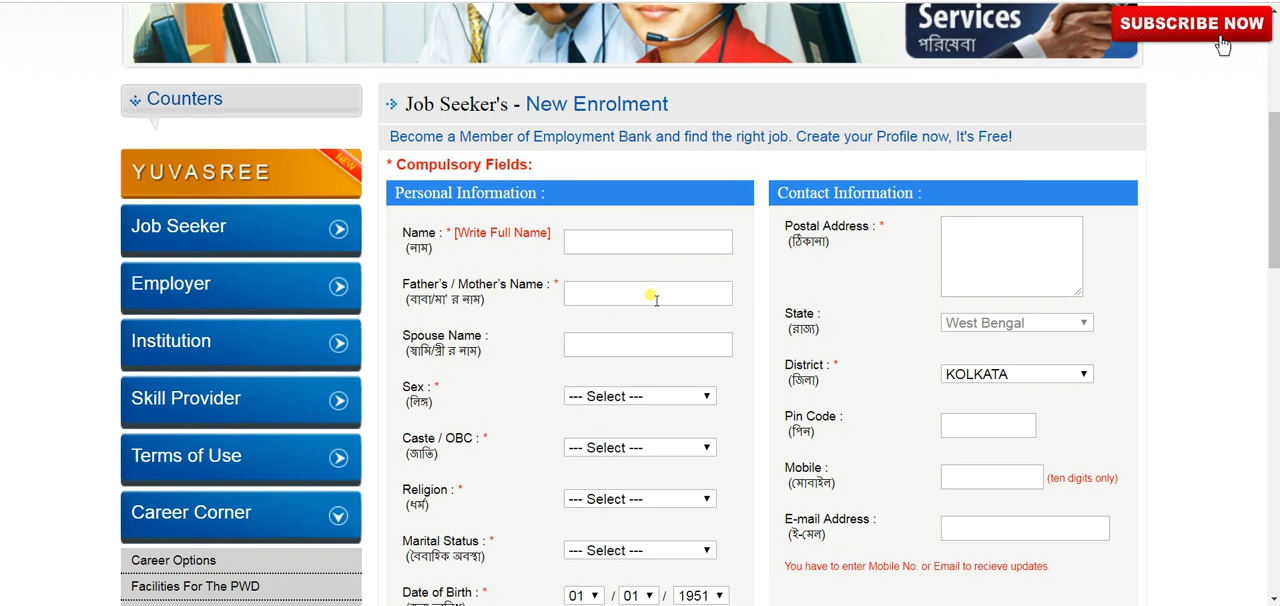 Services
পরিষেবা
SUBSCRIBE NOW
Counters
YUVASREE
NEW
Job Seeker
Employer
Institution
Skill Provider
Terms of Use
Career Corner
Career Options
Facilities For The PWD
Job Seeker's - New Enrolment
Become a Member of Employment Bank and find the right job. Create your Profile now, It's Free!
* Compulsory Fields:
Personal Information :
Name : * [Write Full Name]
(নাম)
Father's / Mother's Name : *
(বাবা/মা' র নাম)
Spouse Name :
(স্বামি/স্ত্রী র নাম)
Sex : *
(লিঙ্গ)
--- Select ---
Caste / OBC : *
(জাতি)
--- Select ---
Religion : *
(ধর্ম)
--- Select ---
Marital Status : *
(বৈবাহিক অবস্থা)
--- Select ---
Date of Birth : *
01 / 01 / 1951
Contact Information :
Postal Address : *
(ঠিকানা)
State :
(রাজ্য)
West Bengal
District : *
(জিলা)
KOLKATA
Pin Code :
(পিন)
Mobile :
(মোবাইল)
(ten digits only)
E-mail Address :
(ই-মেল)
You have to enter Mobile No. or Email to recieve updates.